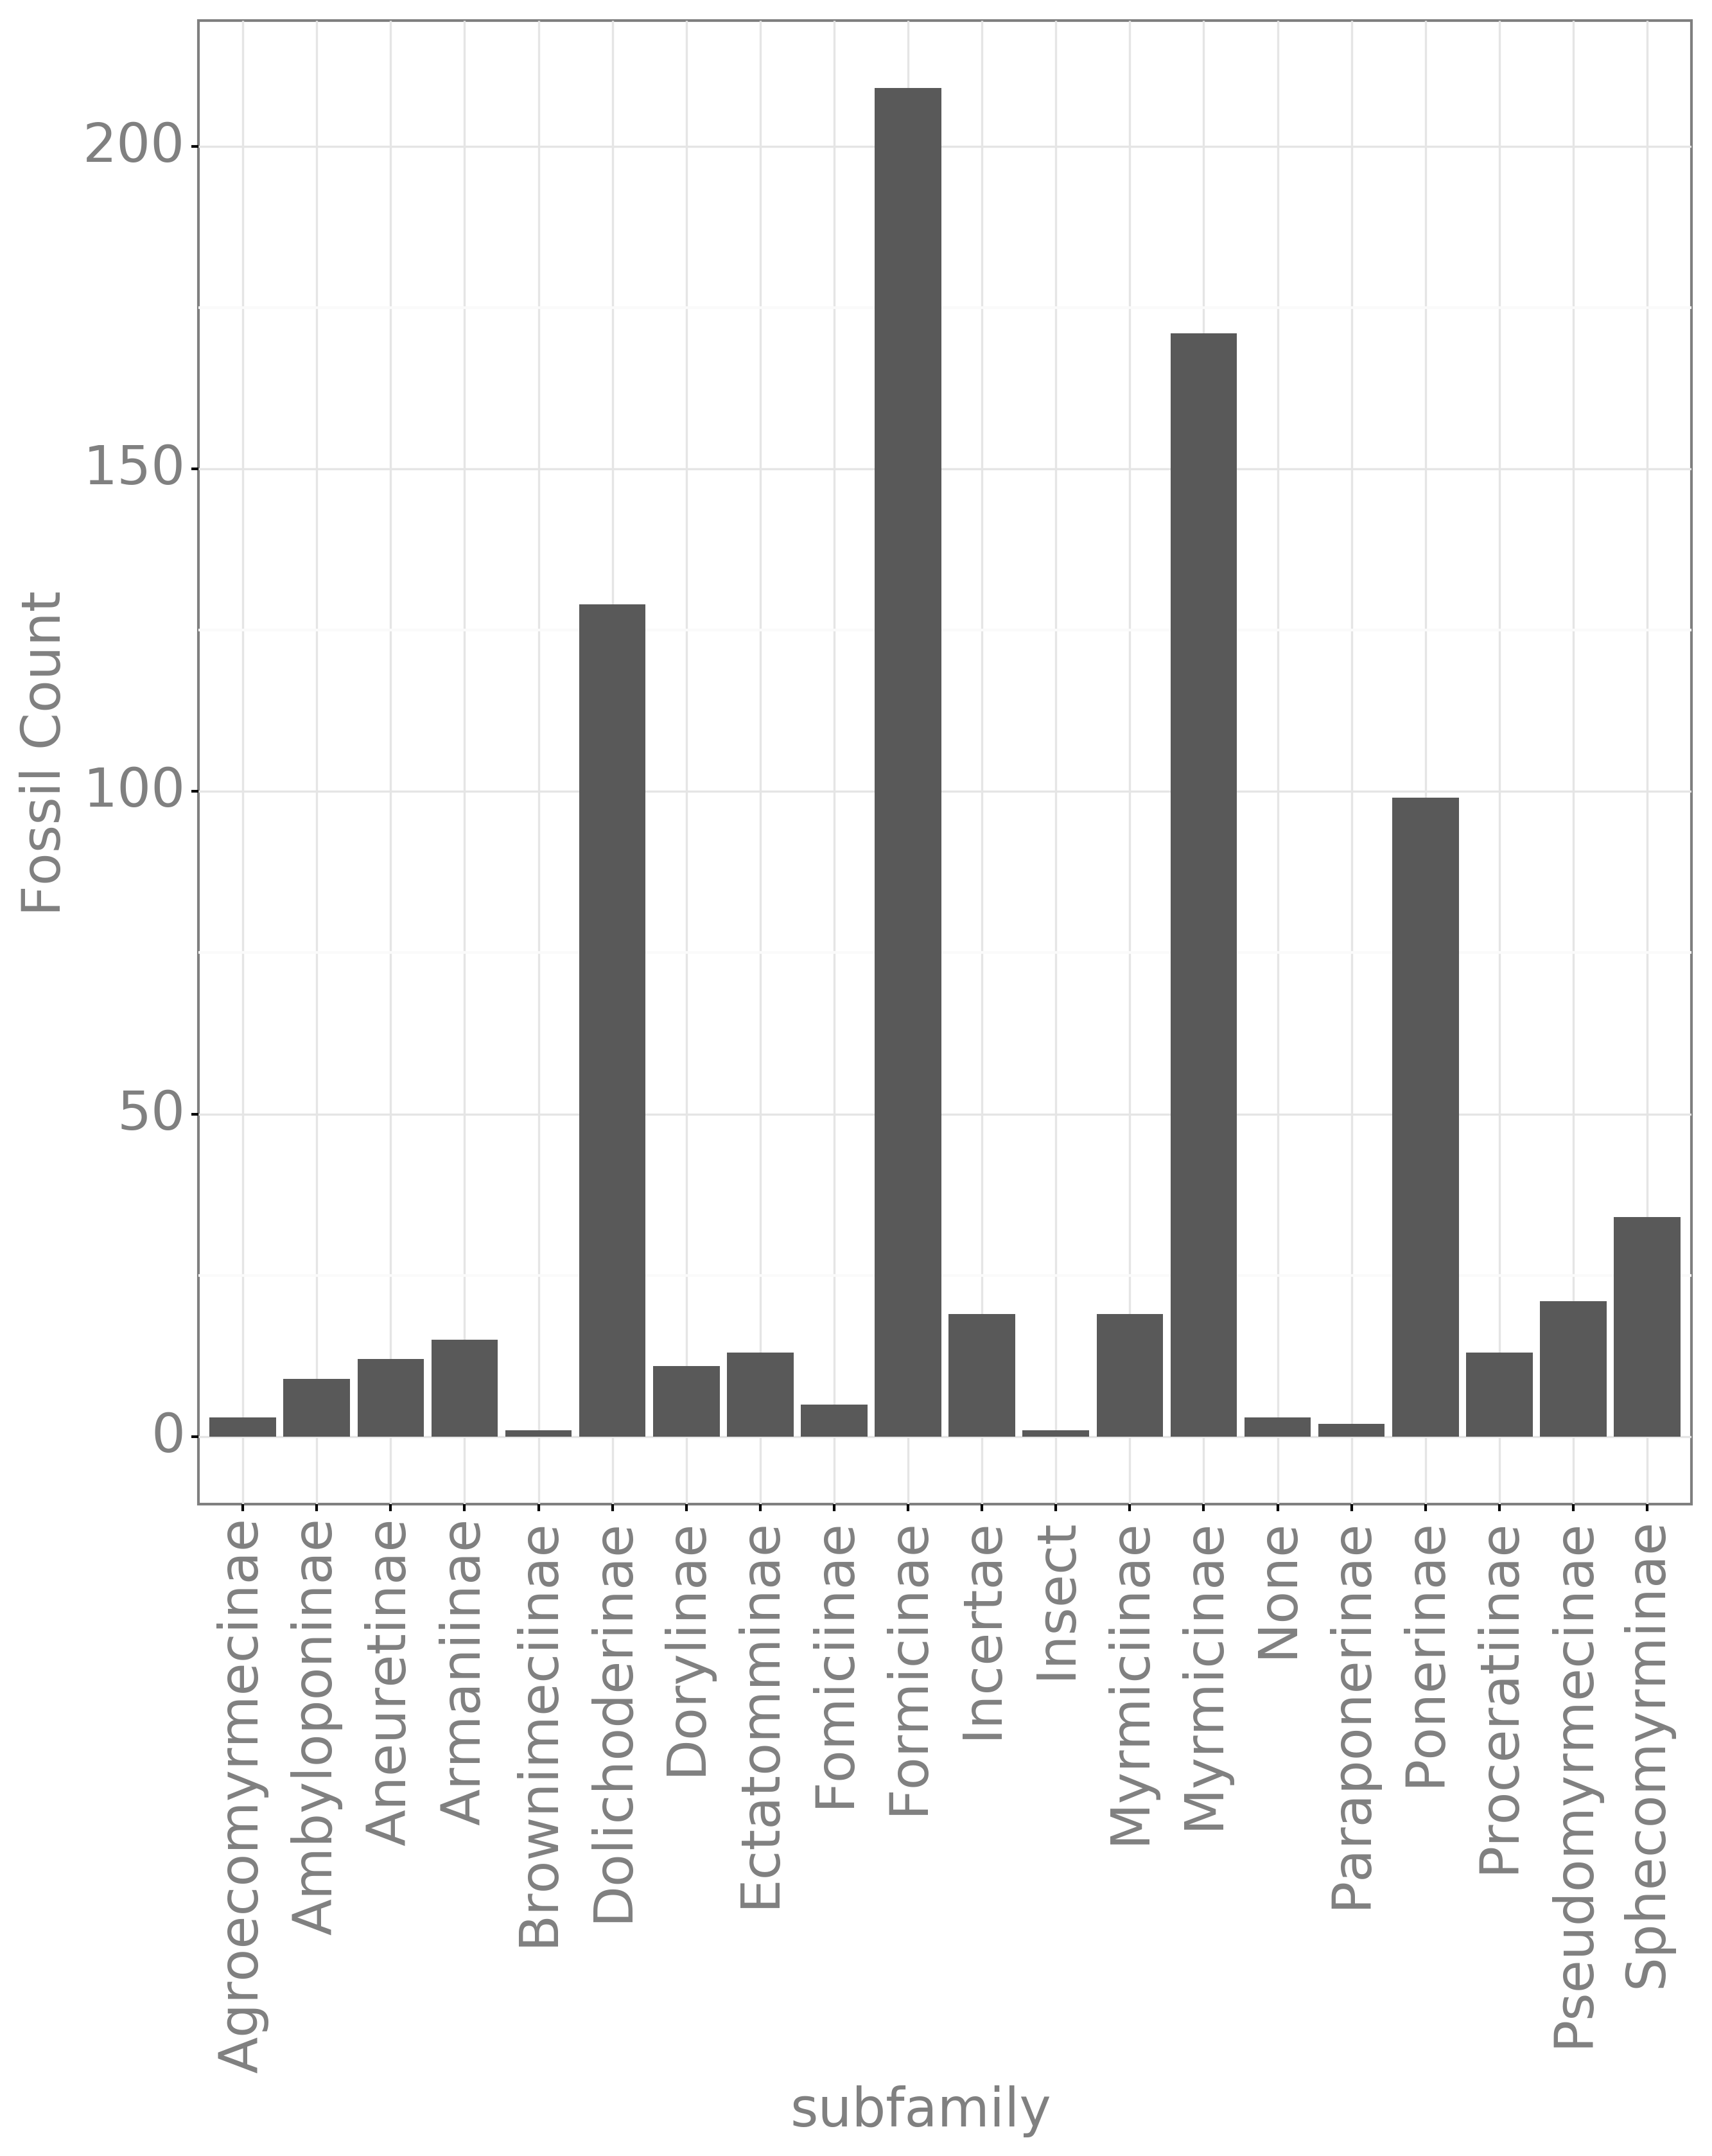 Fossil Count
200
150
100
50
0
Agroecomyrmecinae
Ambyloponinae
Aneuretinae
Armaniinae
Brownimeciinae
Dolichoderinae
Dorylinae
Ectatomminae
Fomiciinae
Formicinae
Incertae
Insect
Myrmiciinae
Myrmicinae
None
Paraponerinae
Ponerinae
Proceratiinae
Pseudomyrmecinae
Sphecomyrminae
subfamily